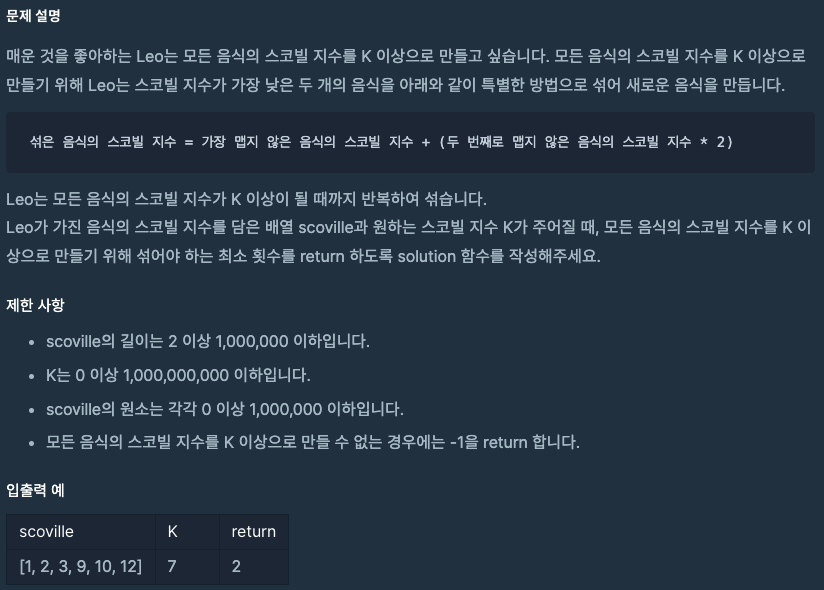 문제 설명
매운 것을 좋아하는 Leo는 모든 음식의 스코빌 지수를 K 이상으로 만들고 싶습니다. 모든 음식의 스코빌 지수를 K 이상으로
만들기 위해 Leo는 스코빌 지수가 가장 낮은 두 개의 음식을 아래와 같이 특별한 방법으로 섞어 새로운 음식을 만듭니다.
섞은 음식의 스코빌 지수 = 가장 맵지 않은 음식의 스코빌 지수 + (두 번째로 맵지 않은 음식의 스코빌 지수 * 2)
Leo는 모든 음식의 스코빌 지수가 K 이상이 될 때까지 반복하여 섞습니다.
Leo가 가진 음식의 스코빌 지수를 담은 배열 scoville과 원하는 스코빌 지수 K가 주어질 때, 모든 음식의 스코빌 지수를 K 이
상으로 만들기 위해 섞어야 하는 최소 횟수를 return 하도록 solution 함수를 작성해주세요.
제한 사항
• scoville의 길이는 2 이상 1,000,000 이하입니다.
• K는 0 이상 1,000,000,000 이하입니다.
• scoville의 원소는 각각 0 이상 1,000,000 이하입니다.
• 모든 음식의 스코빌 지수를 K 이상으로 만들 수 없는 경우에는 -1을 return 합니다.
입출력 예
scoville K return
[1, 2, 3, 9, 10, 12] 7 2